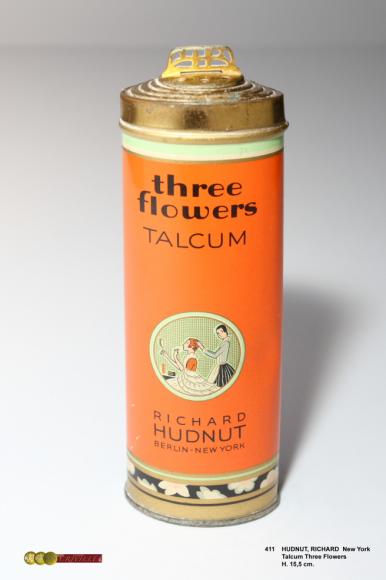 three
flowers
TALCUM
RICHARD
HUDNUT
BERLIN-NEW YORK
411 HUDNUT, RICHARD New York
Talcum Three Flowers
H. 15,5 cm.